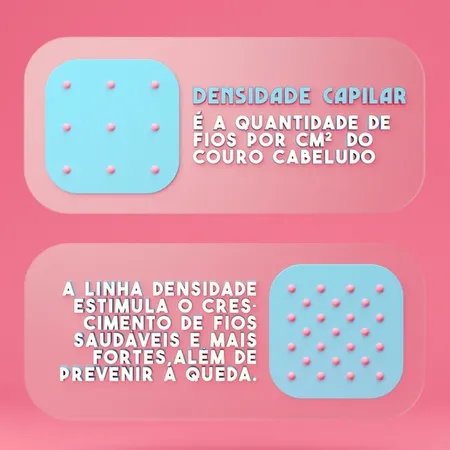 DENSIDADE CAPILAR
É A QUANTIDADE DE
FIOS POR CM² DO
COURO CABELUDO
A LINHA DENSIDADE
ESTIMULA O CRES-
CIMENTO DE FIOS
SAUDÁVEIS E MAIS
FORTES,ALÉM DE
PREVENIR À QUEDA.